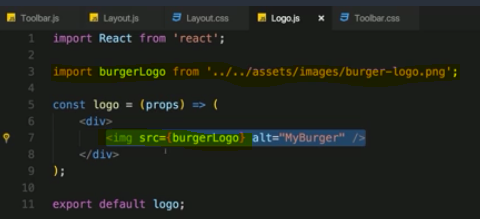 Toolbar.js Layout.js Layout.css Logo.js × Toolbar.css
1 import React from 'react';
2
3 import burgerLogo from '../../assets/images/burger-logo.png';
4
5 const logo = (props) => (
6 <div>
7 <img src={burgerLogo} alt="MyBurger" />
8 </div>
9 );
10
11 export default logo;